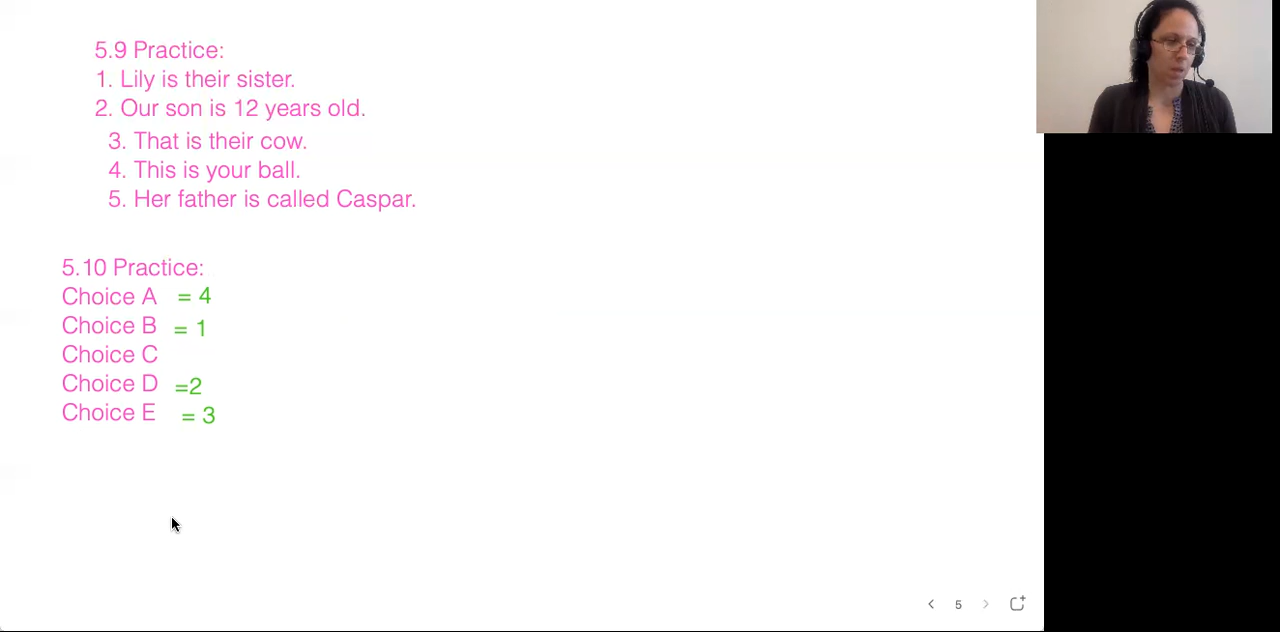 5.9 Practice:
1. Lily is their sister.
2. Our son is 12 years old.
3. That is their cow.
4. This is your ball.
5. Her father is called Caspar.
5.10 Practice:
Choice A = 4
Choice B = 1
Choice C
Choice D =2
Choice E = 3
5